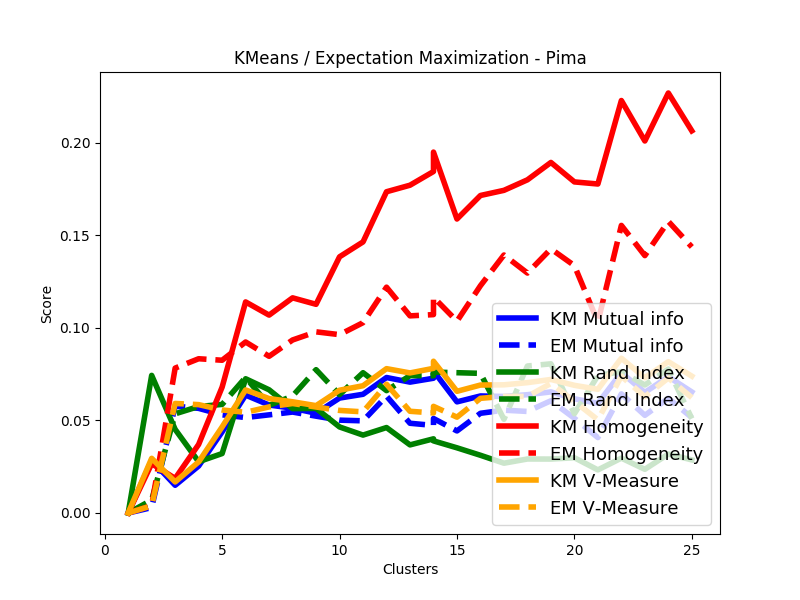 KMeans / Expectation Maximization - Pima
0.20
0.15
0.10
0.05
0.00
Score
KM Mutual info
EM Mutual info
KM Rand Index
EM Rand Index
KM Homogeneity
EM Homogeneity
KM V-Measure
EM V-Measure
0 5 10 15 20 25
Clusters